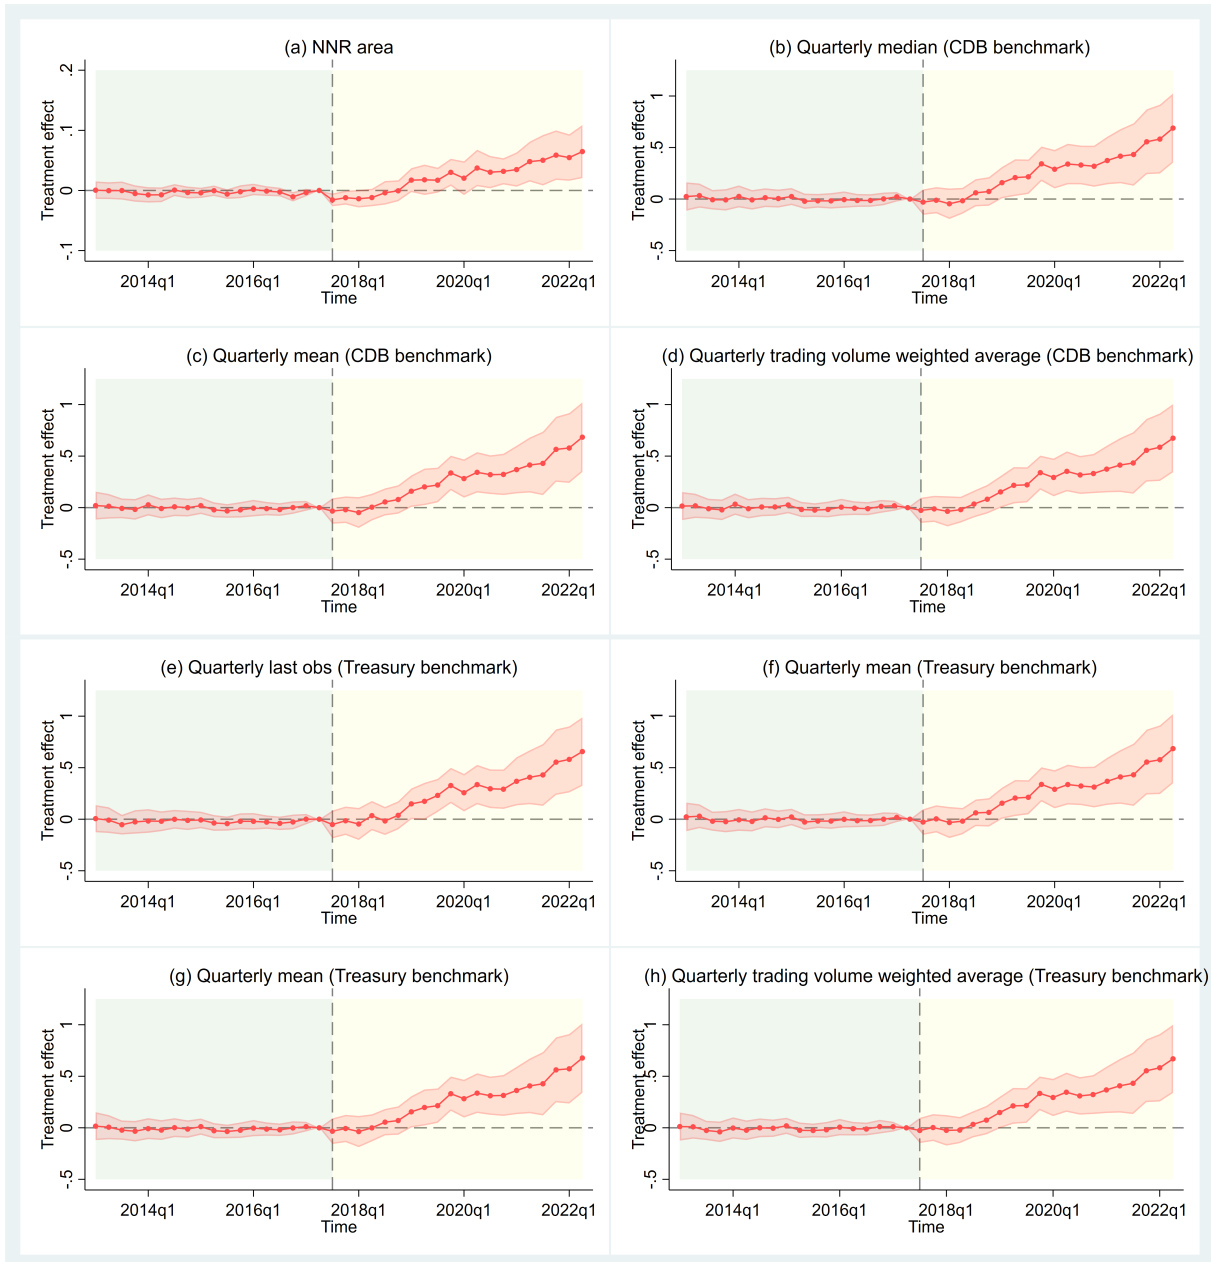 (a) NNR area
Treatment effect
.2
.1
0
-.1
2014q1 2016q1 2018q1 2020q1 2022q1
Time
(b) Quarterly median (CDB benchmark)
Treatment effect
1
.5
0
-.5
2014q1 2016q1 2018q1 2020q1 2022q1
Time
(c) Quarterly mean (CDB benchmark)
Treatment effect
1
.5
0
-.5
2014q1 2016q1 2018q1 2020q1 2022q1
Time
(d) Quarterly trading volume weighted average (CDB benchmark)
Treatment effect
1
.5
0
-.5
2014q1 2016q1 2018q1 2020q1 2022q1
Time
(e) Quarterly last obs (Treasury benchmark)
Treatment effect
1
.5
0
-.5
2014q1 2016q1 2018q1 2020q1 2022q1
Time
(f) Quarterly mean (Treasury benchmark)
Treatment effect
1
.5
0
-.5
2014q1 2016q1 2018q1 2020q1 2022q1
Time
(g) Quarterly mean (Treasury benchmark)
Treatment effect
1
.5
0
-.5
2014q1 2016q1 2018q1 2020q1 2022q1
Time
(h) Quarterly trading volume weighted average (Treasury benchmark)
Treatment effect
1
.5
0
-.5
2014q1 2016q1 2018q1 2020q1 2022q1
Time